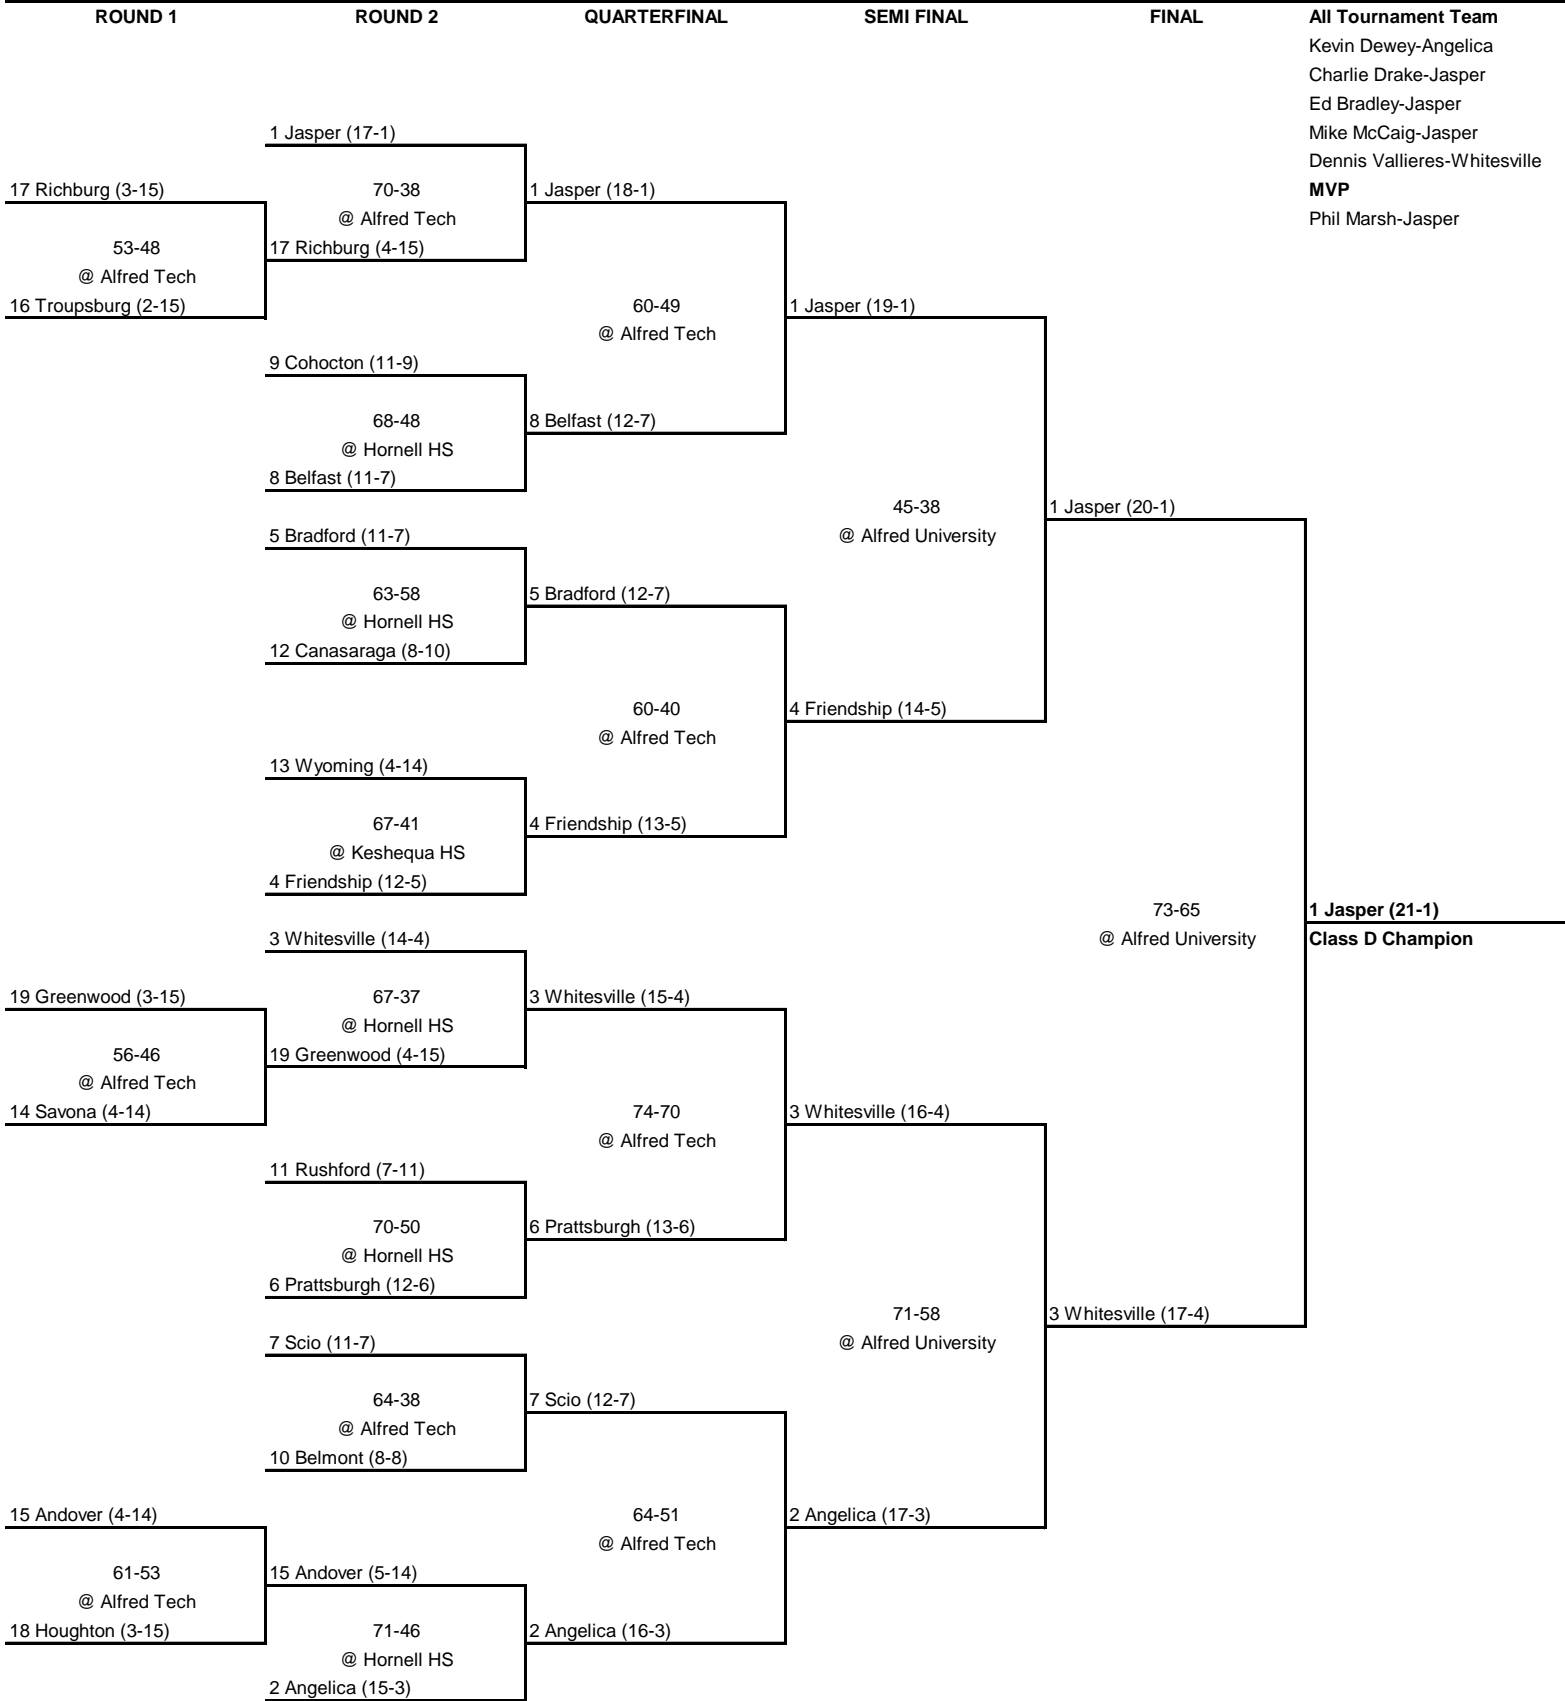 ROUND 1 ROUND 2 QUARTERFINAL SEMI FINAL FINAL All Tournament Team
Kevin Dewey-Angelica
Charlie Drake-Jasper
Ed Bradley-Jasper
1 Jasper (17-1) Mike McCaig-Jasper
Dennis Vallieres-Whitesville
17 Richburg (3-15) 70-38 1 Jasper (18-1) MVP
@ Alfred Tech Phil Marsh-Jasper
53-48 17 Richburg (4-15)
@ Alfred Tech
16 Troupsburg (2-15) 60-49 1 Jasper (19-1)
@ Alfred Tech
9 Cohocton (11-9)
68-48 8 Belfast (12-7)
@ Hornell HS
8 Belfast (11-7)
45-38 1 Jasper (20-1)
5 Bradford (11-7) @ Alfred University
63-58 5 Bradford (12-7)
@ Hornell HS
12 Canasaraga (8-10)
60-40 4 Friendship (14-5)
@ Alfred Tech
13 Wyoming (4-14)
67-41 4 Friendship (13-5)
@ Keshequa HS
4 Friendship (12-5)
73-65 1 Jasper (21-1)
3 Whitesville (14-4) @ Alfred University Class D Champion
19 Greenwood (3-15) 67-37 3 Whitesville (15-4)
@ Hornell HS
56-46 19 Greenwood (4-15)
@ Alfred Tech
14 Savona (4-14) 74-70 3 Whitesville (16-4)
@ Alfred Tech
11 Rushford (7-11)
70-50 6 Prattsburgh (13-6)
@ Hornell HS
6 Prattsburgh (12-6)
71-58 3 Whitesville (17-4)
7 Scio (11-7) @ Alfred University
64-38 7 Scio (12-7)
@ Alfred Tech
10 Belmont (8-8)
15 Andover (4-14) 64-51 2 Angelica (17-3)
@ Alfred Tech
61-53 15 Andover (5-14)
@ Alfred Tech
18 Houghton (3-15) 71-46 2 Angelica (16-3)
@ Hornell HS
2 Angelica (15-3)